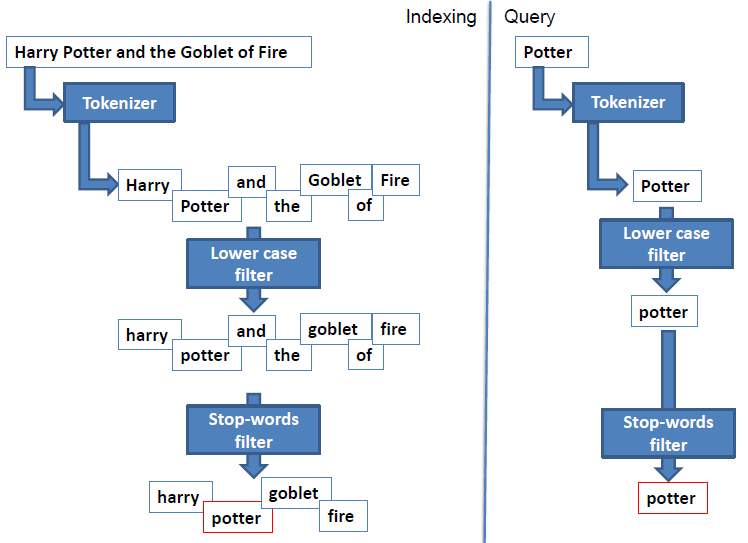 Indexing
Harry Potter and the Goblet of Fire
Tokenizer
Harry Potter and the Goblet of Fire
Lower case
filter
harry potter and the goblet of fire
Stop-words
filter
harry potter goblet fire
Query
Potter
Tokenizer
Potter
Lower case
filter
potter
Stop-words
filter
potter